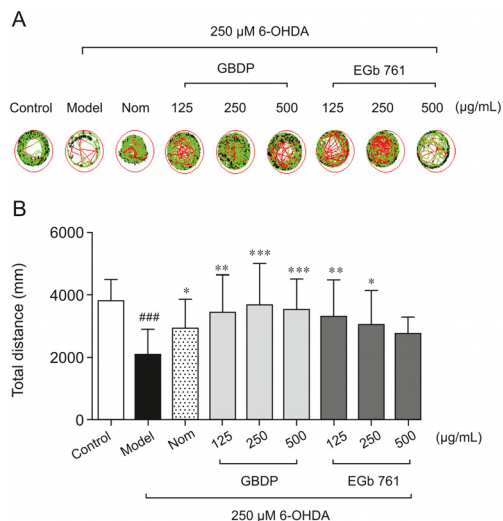 A
250 μM 6-OHDA
GBDP EGb 761
Control Model Nom 125 250 500 125 250 500 (μg/mL)
B
Total distance (mm)
6000
4000
2000
0
###
*
**
***
***
**
*
Control Model Nom 125 250 500 125 250 500 (μg/mL)
GBDP EGb 761
250 μM 6-OHDA